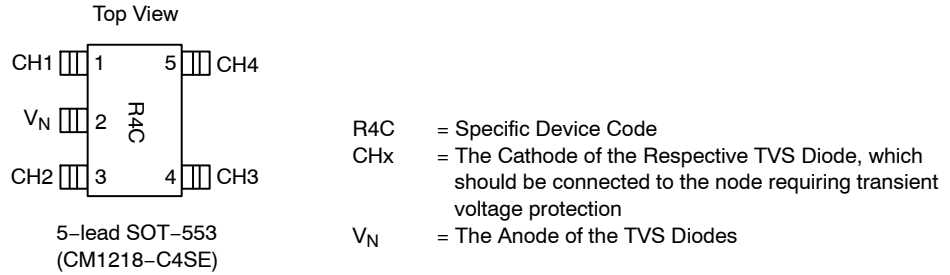 Top View
CH1 1 5 CH4
VN 2 R4C
CH2 3 4 CH3
5−lead SOT−553
(CM1218−C4SE)
R4C = Specific Device Code
CHx = The Cathode of the Respective TVS Diode, which
should be connected to the node requiring transient
voltage protection
VN = The Anode of the TVS Diodes